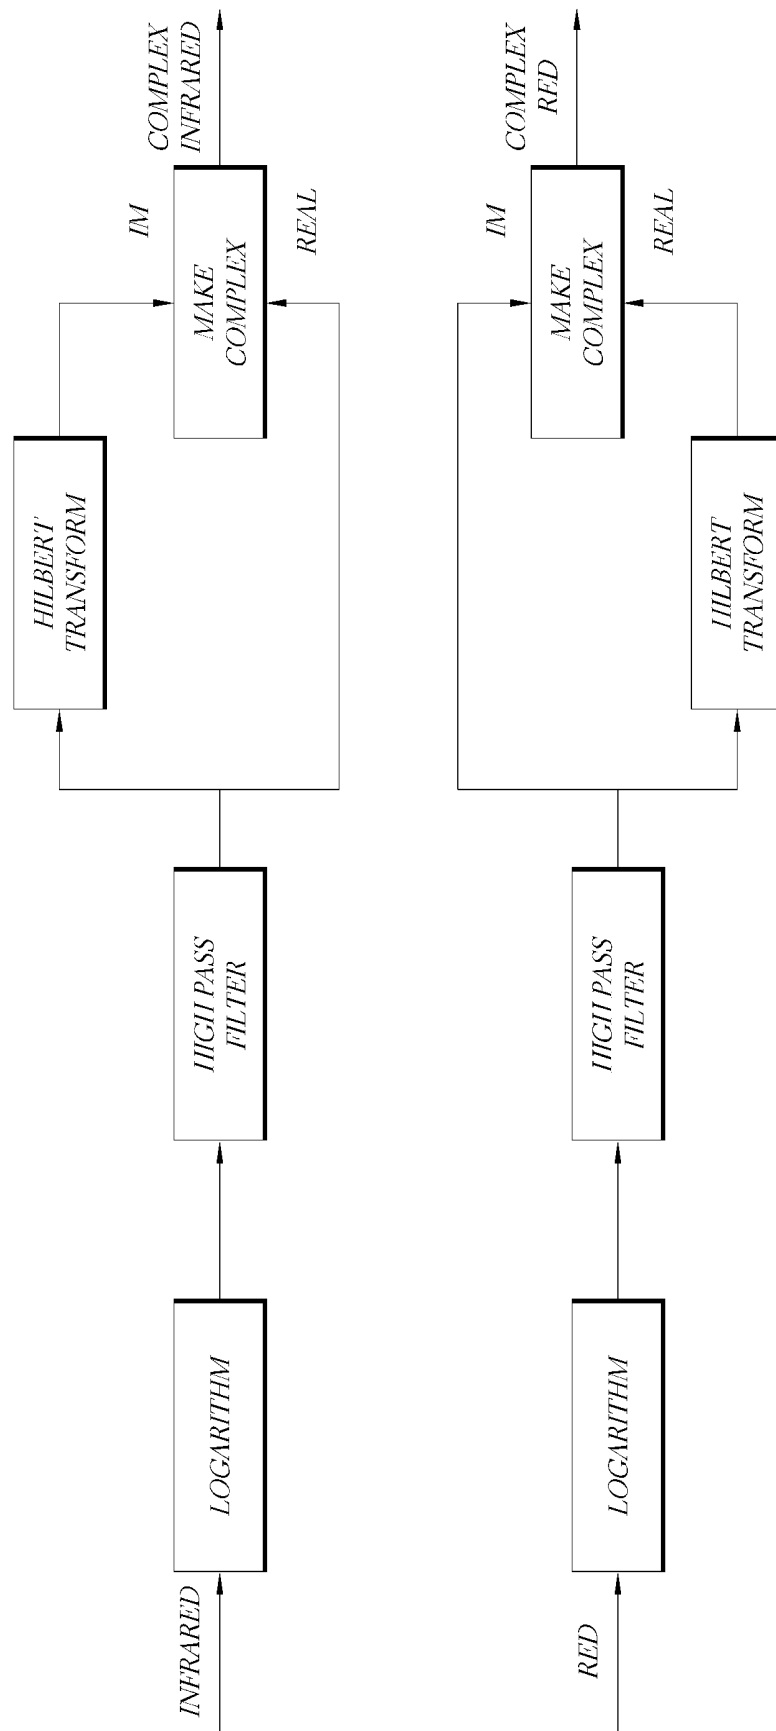 INFRARED
LOGARITHM
HIGH PASS
FILTER
HILBERT
TRANSFORM
IM
MAKE
COMPLEX
REAL
COMPLEX
INFRARED
RED
LOGARITHM
HIGH PASS
FILTER
HILBERT
TRANSFORM
IM
MAKE
COMPLEX
REAL
COMPLEX
RED